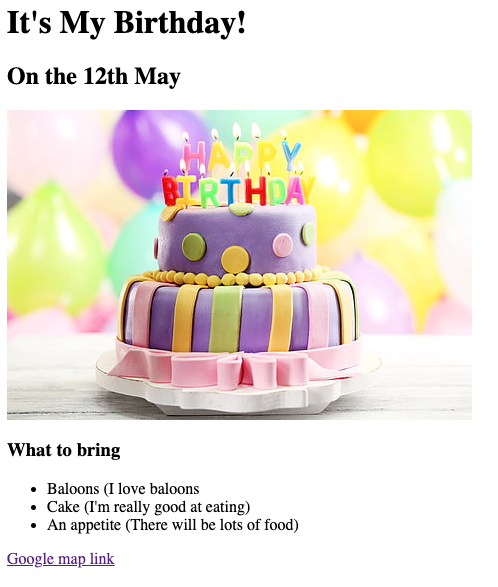 It's My Birthday!
On the 12th May
HAPPY
BIRTHDAY
What to bring
Baloons (I love baloons
Cake (I'm really good at eating)
An appetite (There will be lots of food)
Google map link